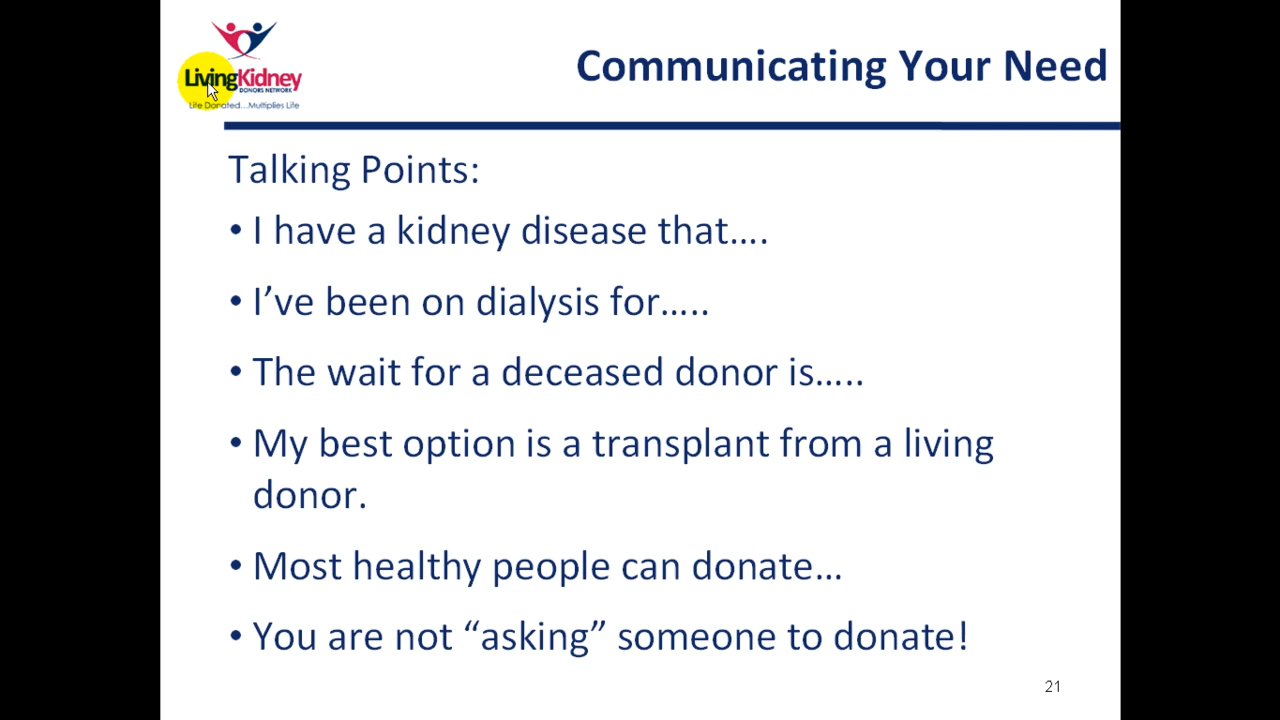 LivingKidney
DONORS NETWORK
Life Donated...Multiplies Life
Communicating Your Need
Talking Points:
• I have a kidney disease that....
• I’ve been on dialysis for.....
• The wait for a deceased donor is.....
• My best option is a transplant from a living
donor.
• Most healthy people can donate...
• You are not “asking” someone to donate!
21